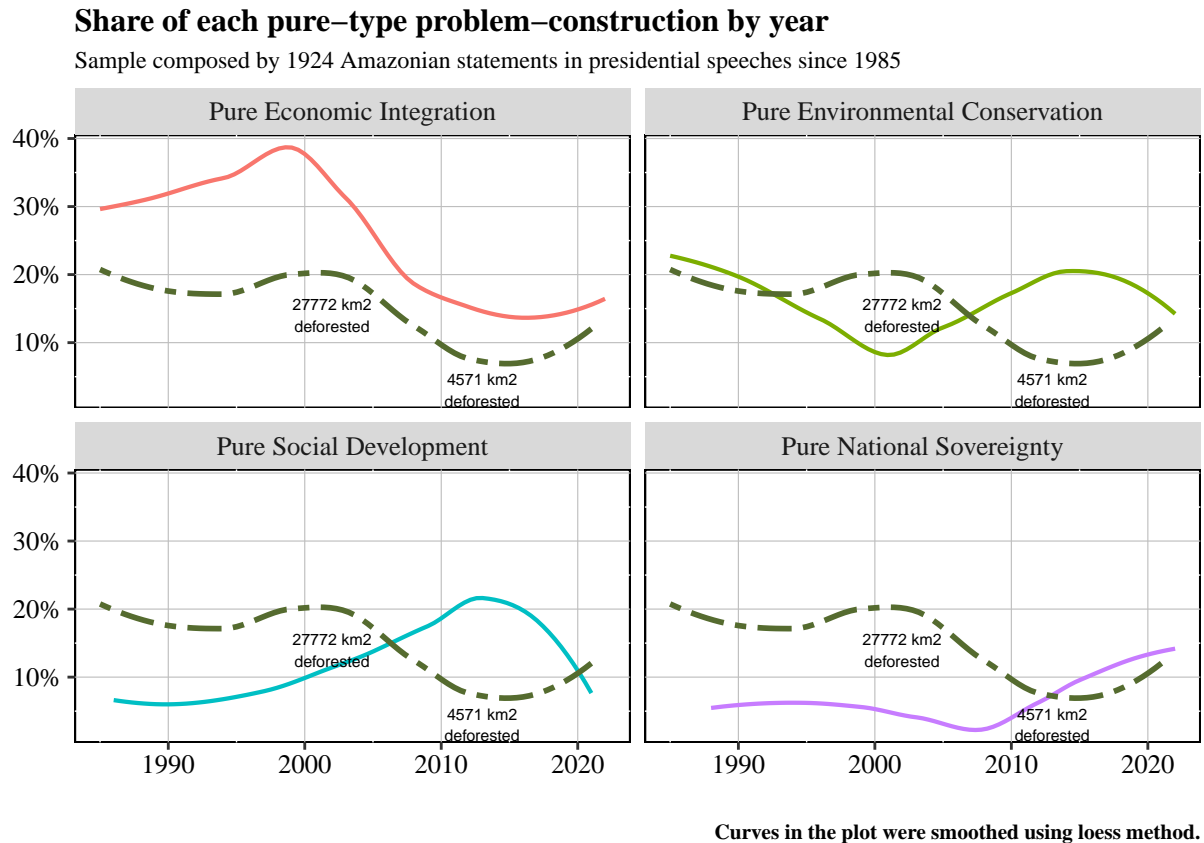 Share of each pure−type problem−construction by year
Sample composed by 1924 Amazonian statements in presidential speeches since 1985
Pure Economic Integration
Pure Environmental Conservation
40%
30%
20%
10%
27772 km2
deforested
4571 km2
deforested
27772 km2
deforested
4571 km2
deforested
Pure Social Development
Pure National Sovereignty
40%
30%
20%
10%
27772 km2
deforested
4571 km2
deforested
27772 km2
deforested
4571 km2
deforested
1990 2000 2010 2020
1990 2000 2010 2020
Curves in the plot were smoothed using loess method.